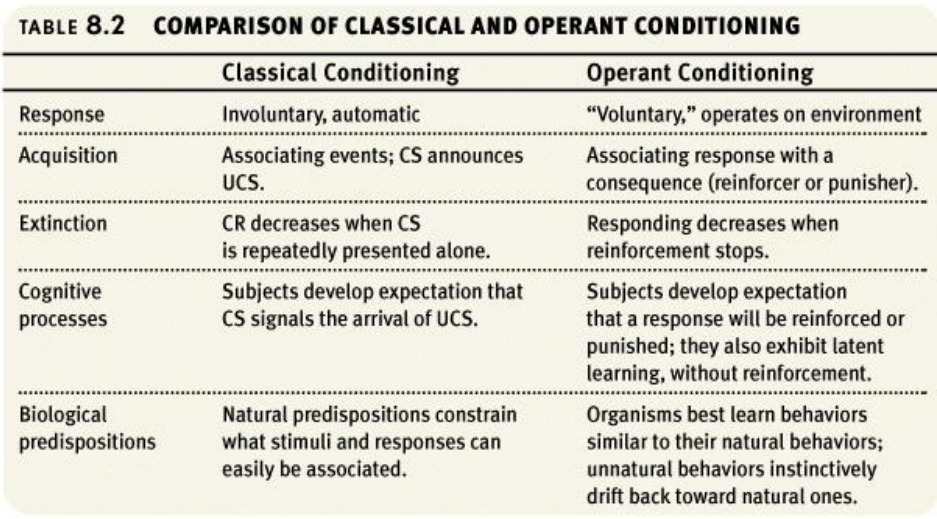 TABLE 8.2 COMPARISON OF CLASSICAL AND OPERANT CONDITIONING
Classical Conditioning Operant Conditioning
Response Involuntary, automatic “Voluntary,” operates on environment
Acquisition Associating events; CS announces Associating response with a
UCS. consequence (reinforcer or punisher).
Extinction CR decreases when CS Responding decreases when
is repeatedly presented alone. reinforcement stops.
Cognitive Subjects develop expectation that Subjects develop expectation
processes CS signals the arrival of UCS. that a response will be reinforced or
punished; they also exhibit latent
learning, without reinforcement.
Biological Natural predispositions constrain Organisms best learn behaviors
predispositions what stimuli and responses can similar to their natural behaviors;
easily be associated. unnatural behaviors instinctively
drift back toward natural ones.